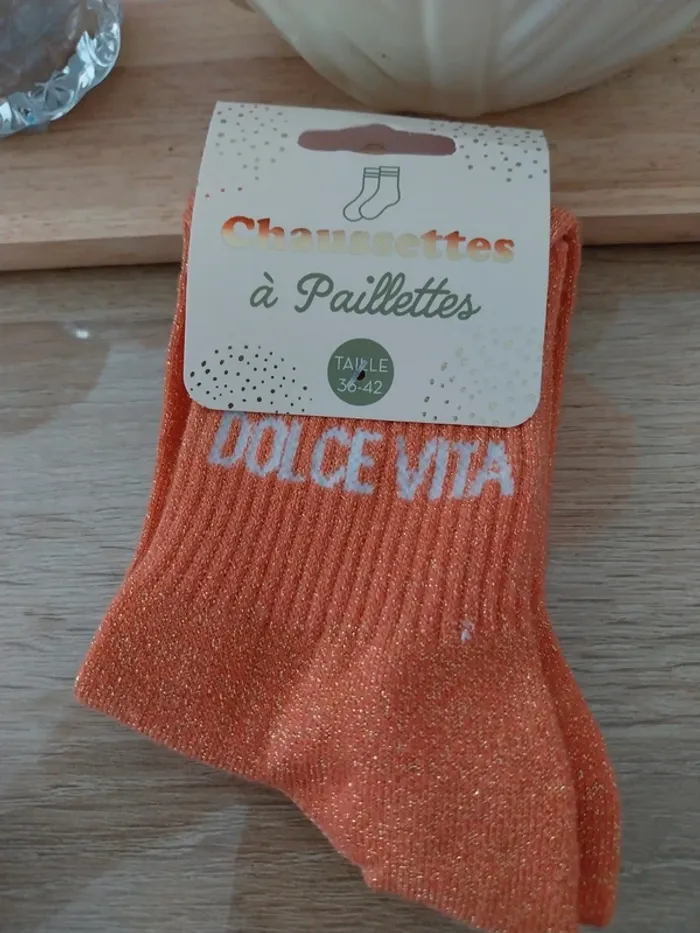 Chaussettes
à Paillettes
TAILLE
36-42
DOLCE VITA